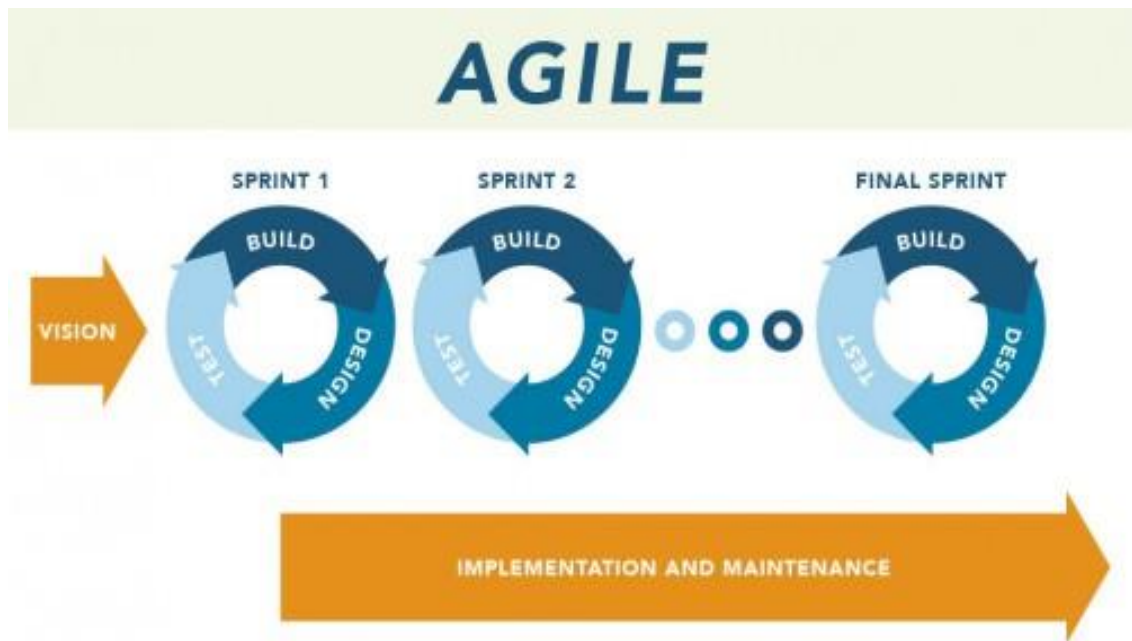 AGILE
SPRINT 1
SPRINT 2
FINAL SPRINT
VISION
BUILD
DESIGN
TEST
BUILD
DESIGN
TEST
BUILD
DESIGN
TEST
IMPLEMENTATION AND MAINTENANCE